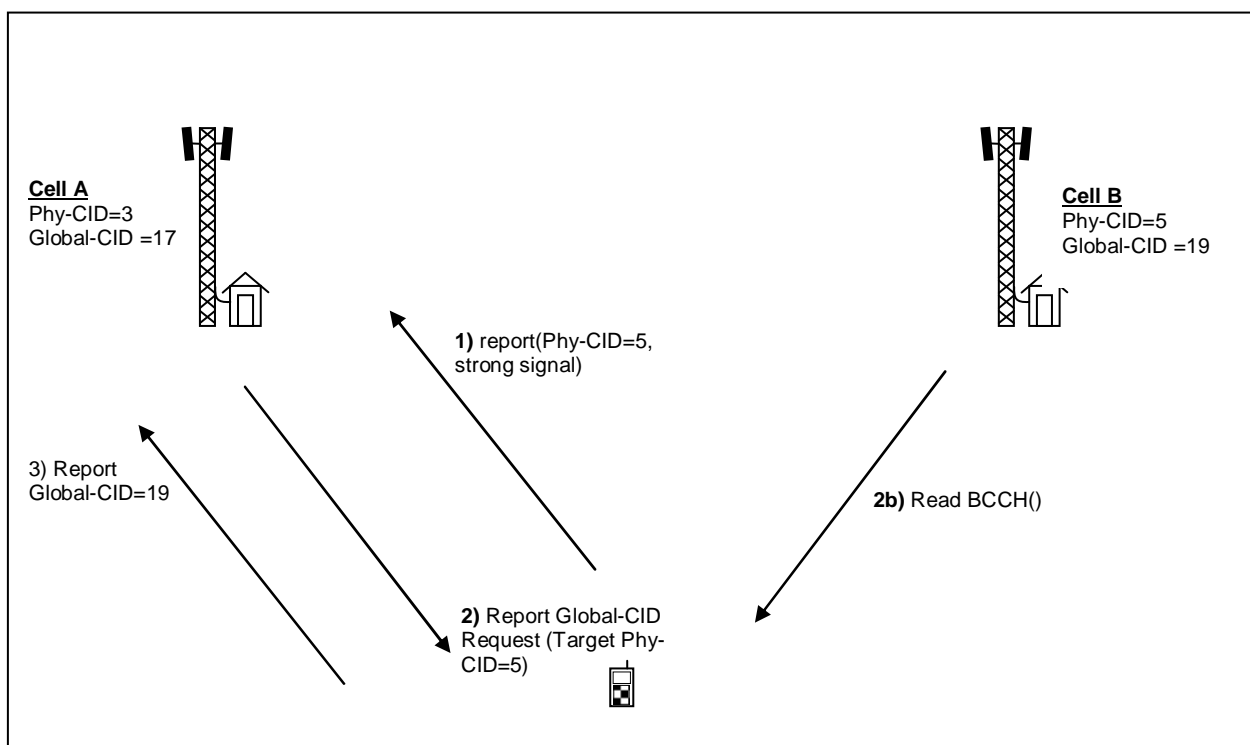 Cell A
Phy-CID=3
Global-CID =17
Cell B
Phy-CID=5
Global-CID =19
1) report(Phy-CID=5,
strong signal)
3) Report
Global-CID=19
2b) Read BCCH()
2) Report Global-CID
Request (Target Phy-
CID=5)